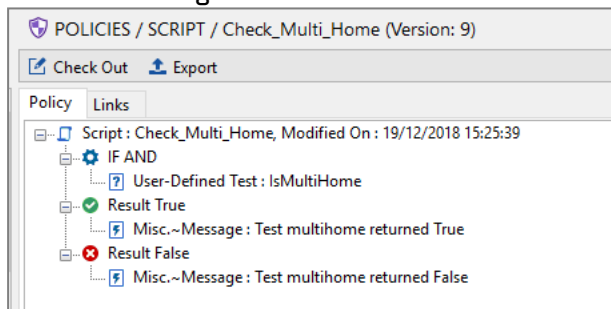 POLICIES / SCRIPT / Check_Multi_Home (Version: 9)
Check Out Export
Policy Links
Script : Check_Multi_Home, Modified On : 19/12/2018 15:25:39
IF AND
User-Defined Test : IsMultiHome
Result True
Misc.~Message : Test multihome returned True
Result False
Misc.~Message : Test multihome returned False